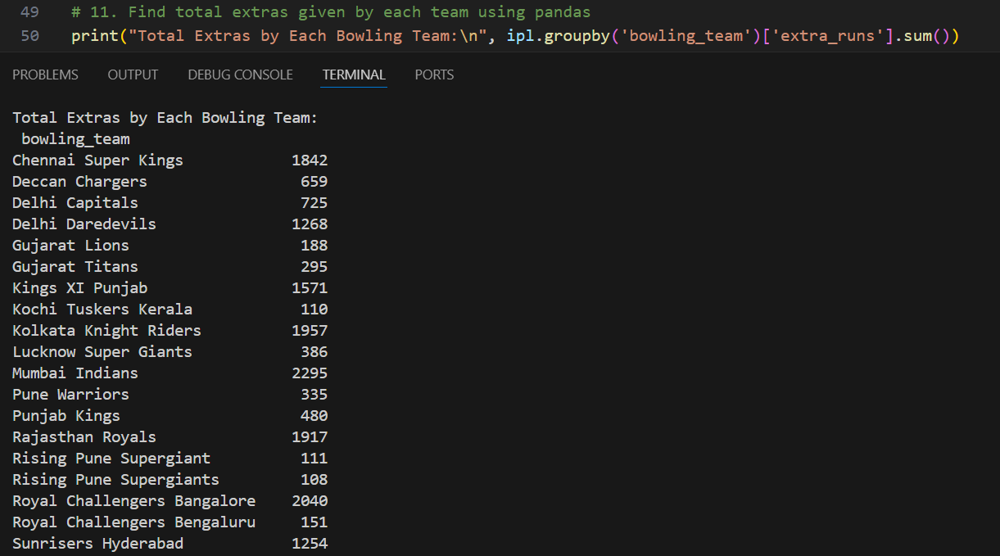 49 # 11. Find total extras given by each team using pandas
50 print("Total Extras by Each Bowling Team:\n", ipl.groupby('bowling_team')['extra_runs'].sum())
PROBLEMS OUTPUT DEBUG CONSOLE TERMINAL PORTS
Total Extras by Each Bowling Team:
bowling_team
Chennai Super Kings 1842
Deccan Chargers 659
Delhi Capitals 725
Delhi Daredevils 1268
Gujarat Lions 188
Gujarat Titans 295
Kings XI Punjab 1571
Kochi Tuskers Kerala 110
Kolkata Knight Riders 1957
Lucknow Super Giants 386
Mumbai Indians 2295
Pune Warriors 335
Punjab Kings 480
Rajasthan Royals 1917
Rising Pune Supergiant 111
Rising Pune Supergiants 108
Royal Challengers Bangalore 2040
Royal Challengers Bengaluru 151
Sunrisers Hyderabad 1254